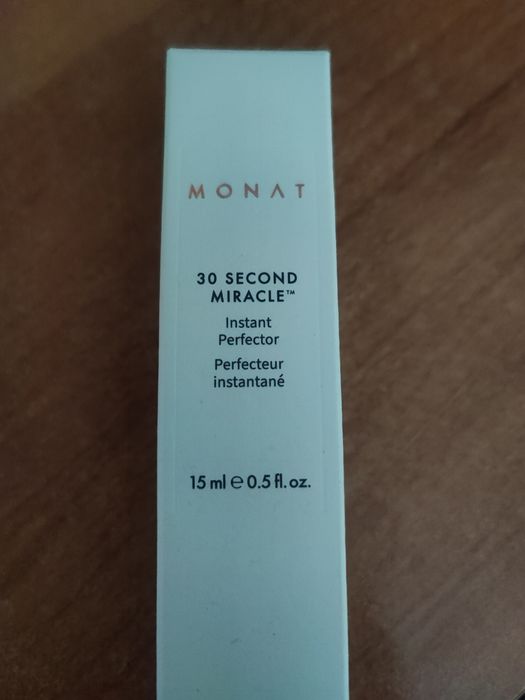 MONAT
30 SECOND
MIRACLE™
Instant
Perfector
Perfecteur
instantané
15 ml ℮ 0.5 fl. oz.